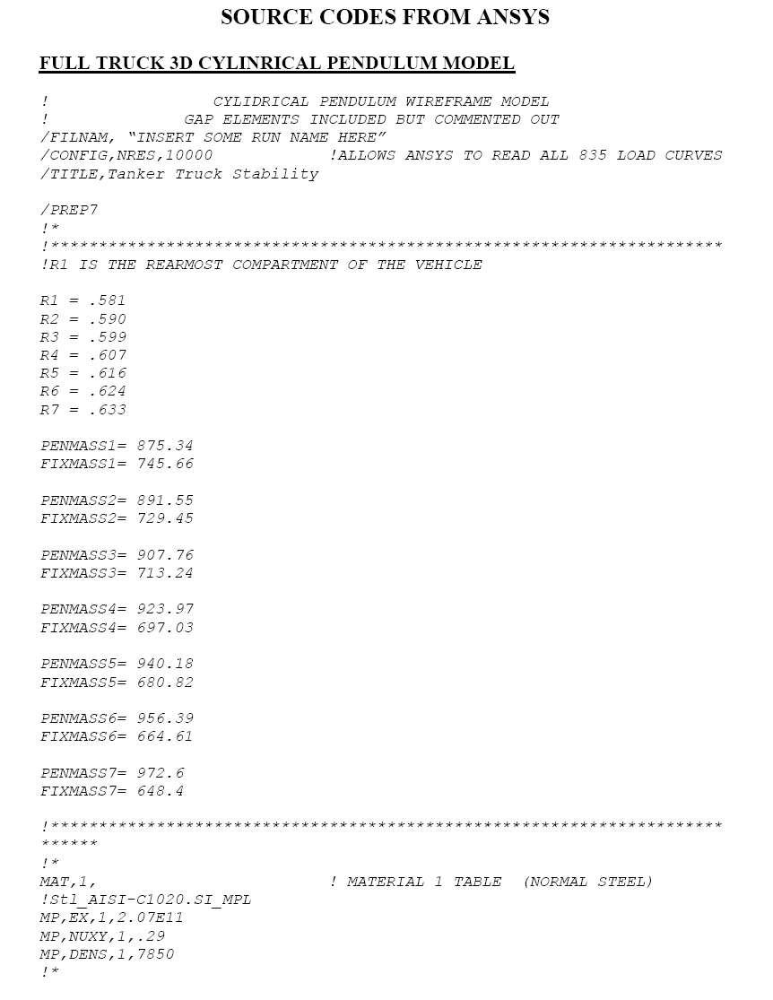 SOURCE CODES FROM ANSYS
FULL TRUCK 3D CYLINRICAL PENDULUM MODEL
! CYLIDRICAL PENDULUM WIREFRAME MODEL
! GAP ELEMENTS INCLUDED BUT COMMENTED OUT
/FILNAM, “INSERT SOME RUN NAME HERE”
/CONFIG,NRES,10000 !ALLOWS ANSYS TO READ ALL 835 LOAD CURVES
/TITLE,Tanker Truck Stability
/PREP7
!*
!**********************************************************************
!R1 IS THE REARMOST COMPARTMENT OF THE VEHICLE
R1 = .581
R2 = .590
R3 = .599
R4 = .607
R5 = .616
R6 = .624
R7 = .633
PENMASS1= 875.34
FIXMASS1= 745.66
PENMASS2= 891.55
FIXMASS2= 729.45
PENMASS3= 907.76
FIXMASS3= 713.24
PENMASS4= 923.97
FIXMASS4= 697.03
PENMASS5= 940.18
FIXMASS5= 680.82
PENMASS6= 956.39
FIXMASS6= 664.61
PENMASS7= 972.6
FIXMASS7= 648.4
!**********************************************************************
******
!*
MAT,1, ! MATERIAL 1 TABLE (NORMAL STEEL)
!Stl_AISI-C1020.SI_MPL
MP,EX,1,2.07E11
MP,NUXY,1,.29
MP,DENS,1,7850
!*